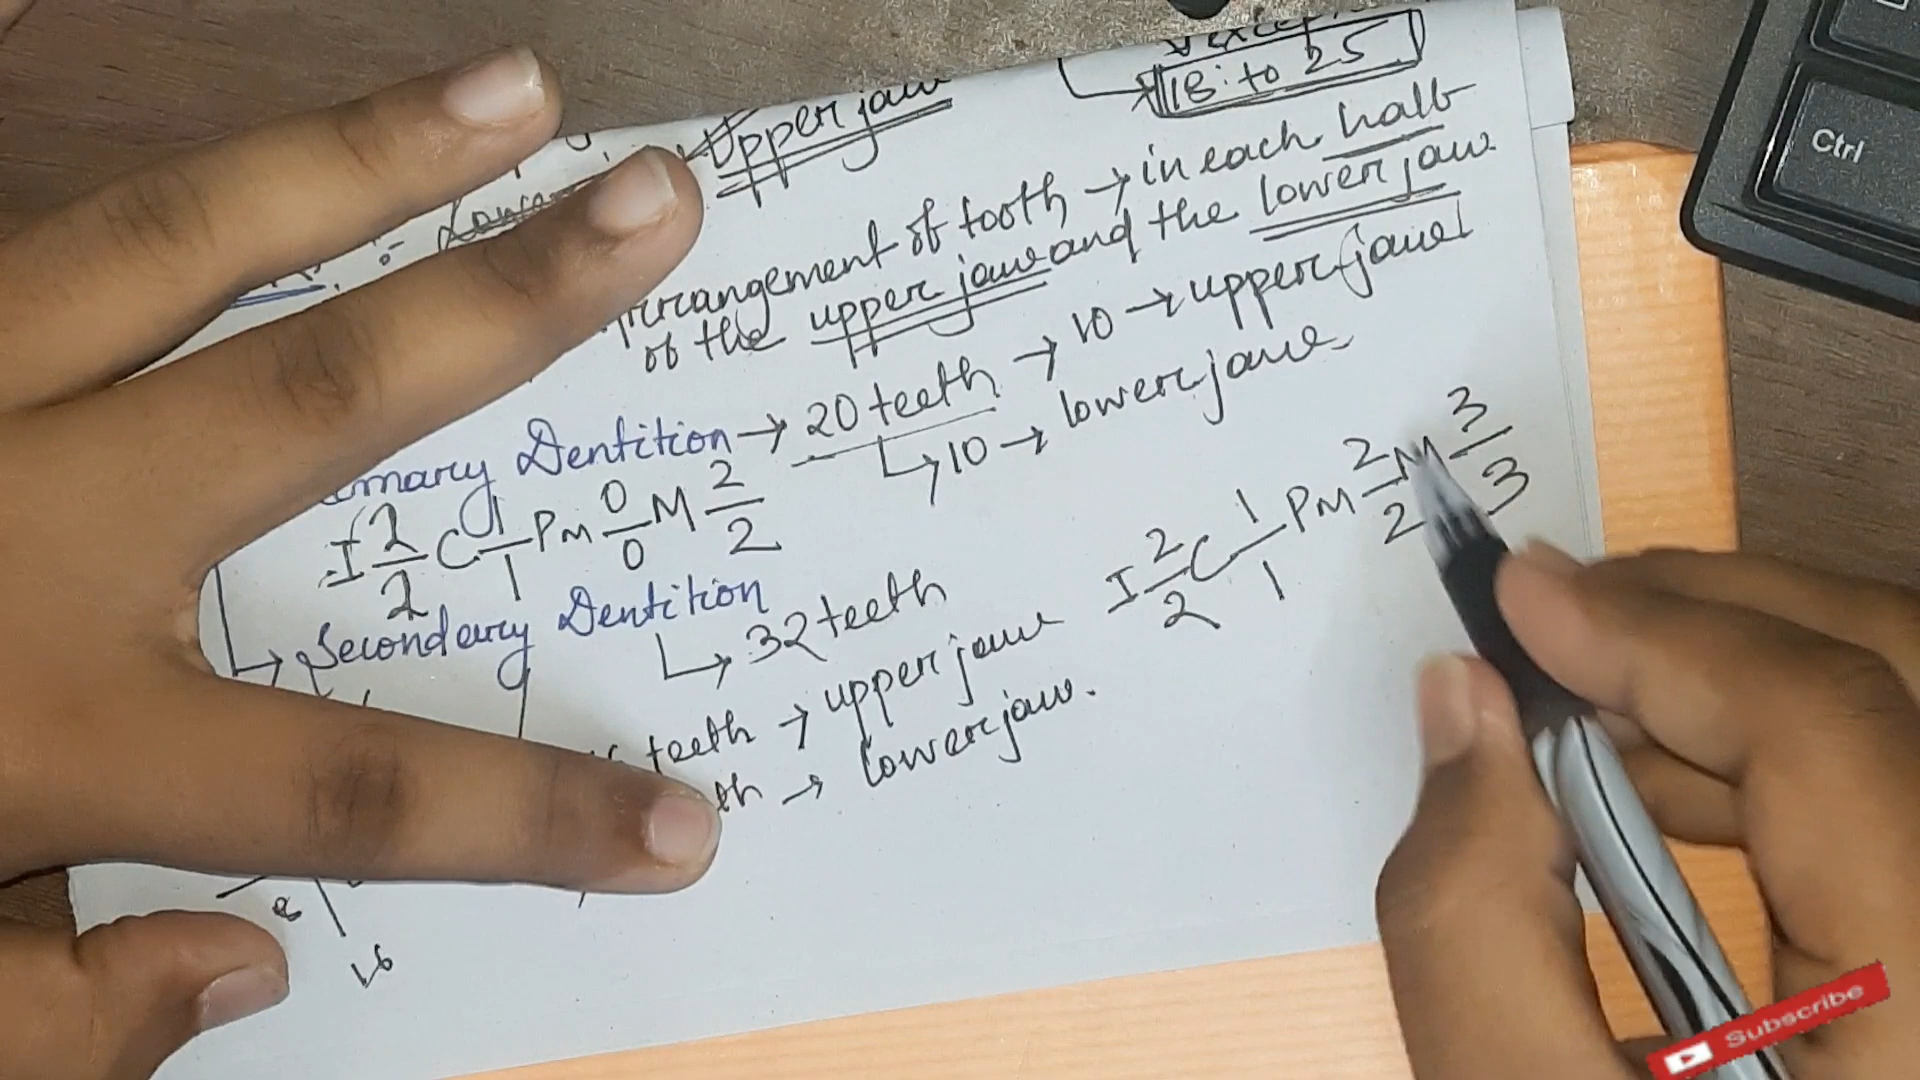 18 to 25
Upper jaw
arrangement of tooth → in each half
of the upper jaw and the lower jaw
Dentition → 20 teeth → 10 → upper jaw
↳ 10 → lower jaw
I 2/2 C 1/1 PM 0/0 M 2/2
Secondary Dentition
↳ 32 teeth
I 2/2 C 1/1 PM 2/2 M 3/3
teeth → upper jaw
→ lower jaw.
8
16
Ctrl
Subscribe